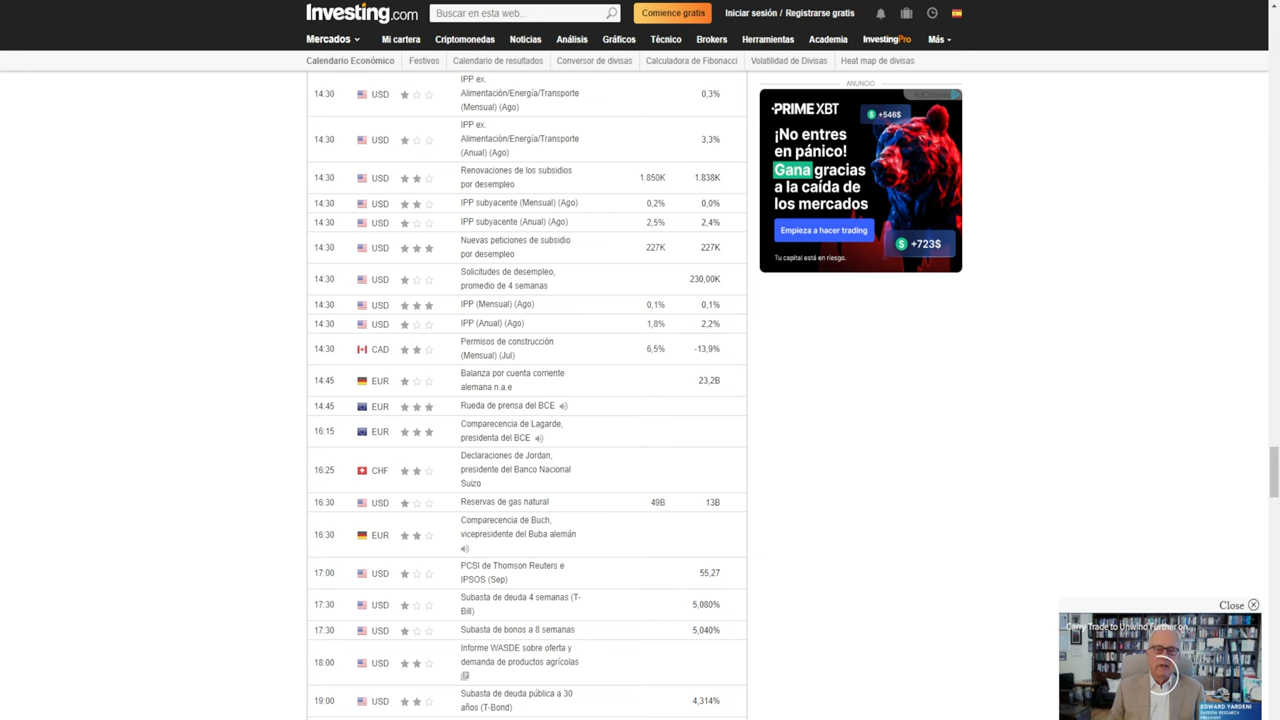 Investing.com
Buscar en esta web...
Comience gratis
Iniciar sesión / Registrarse gratis
Mercados
Mi cartera
Criptomonedas
Noticias
Análisis
Gráficos
Técnico
Brokers
Herramientas
Academia
InvestingPro
Más
Calendario Económico
Festivos
Calendario de resultados
Conversor de divisas
Calculadora de Fibonacci
Volatilidad de Divisas
Heat map de divisas
14:30 USD IPP ex.
Alimentación/Energía/Transporte
(Mensual) (Ago) 0,3%
14:30 USD IPP ex.
Alimentación/Energía/Transporte
(Anual) (Ago) 3,3%
14:30 USD Renovaciones de los subsidios
por desempleo 1.850K 1.838K
14:30 USD IPP subyacente (Mensual) (Ago) 0,2% 0,0%
14:30 USD IPP subyacente (Anual) (Ago) 2,5% 2,4%
14:30 USD Nuevas peticiones de subsidio
por desempleo 227K 227K
14:30 USD Solicitudes de desempleo,
promedio de 4 semanas 230,00K
14:30 USD IPP (Mensual) (Ago) 0,1% 0,1%
14:30 USD IPP (Anual) (Ago) 1,8% 2,2%
14:30 CAD Permisos de construcción
(Mensual) (Jul) 6,5% -13,9%
14:45 EUR Balanza por cuenta corriente
alemana n.a.e 23,2B
14:45 EUR Rueda de prensa del BCE
16:15 EUR Comparecencia de Lagarde,
presidenta del BCE
16:25 CHF Declaraciones de Jordan,
presidente del Banco Nacional
Suizo
16:30 USD Reservas de gas natural 49B 13B
16:30 EUR Comparecencia de Buch,
vicepresidente del Buba alemán
17:00 USD PCSI de Thomson Reuters e
IPSOS (Sep) 55,27
17:30 USD Subasta de deuda 4 semanas (T-
Bill) 5,080%
17:30 USD Subasta de bonos a 8 semanas 5,040%
18:00 USD Informe WASDE sobre oferta y
demanda de productos agrícolas
19:00 USD Subasta de deuda pública a 30
años (T-Bond) 4,314%
ANUNCIO
PRIME XBT
+546$
¡No entres
en pánico!
Gana gracias
a la caída de
los mercados
Empieza a hacer trading
+723$
Tu capital está en riesgo.
Close
Carry Trade to Unwind Further on...
EDWARD YARDENI
YARDENI RESEARCH
PRESIDENT